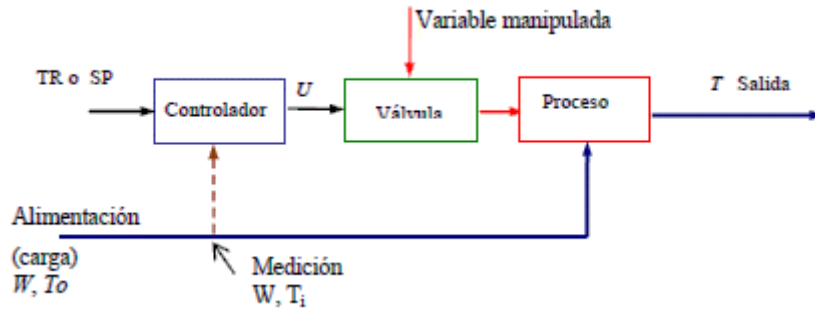 Variable manipulada
TR o SP
Controlador
U
Válvula
Proceso
T Salida
Alimentación
(carga)
W, To
Medición
W, Ti